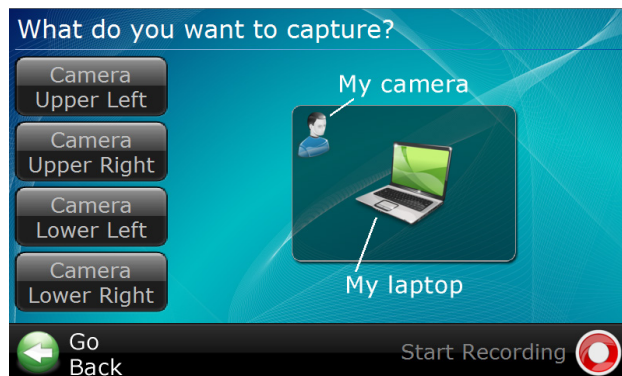 What do you want to capture?
Camera
Upper Left
My camera
Camera
Upper Right
Camera
Lower Left
Camera
Lower Right
My laptop
Go
Back
Start Recording